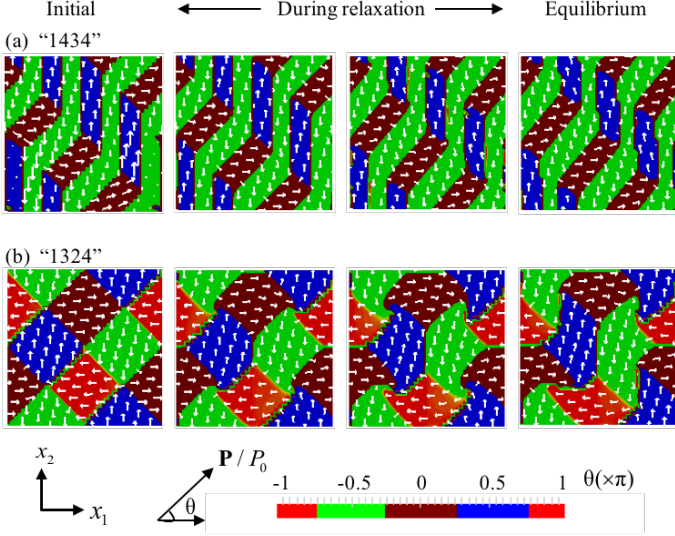 Initial
During relaxation
Equilibrium
(a) “1434”
(b) “1324”
x2
x1
P / P0
θ
-1 -0.5 0 0.5 1 θ(×π)